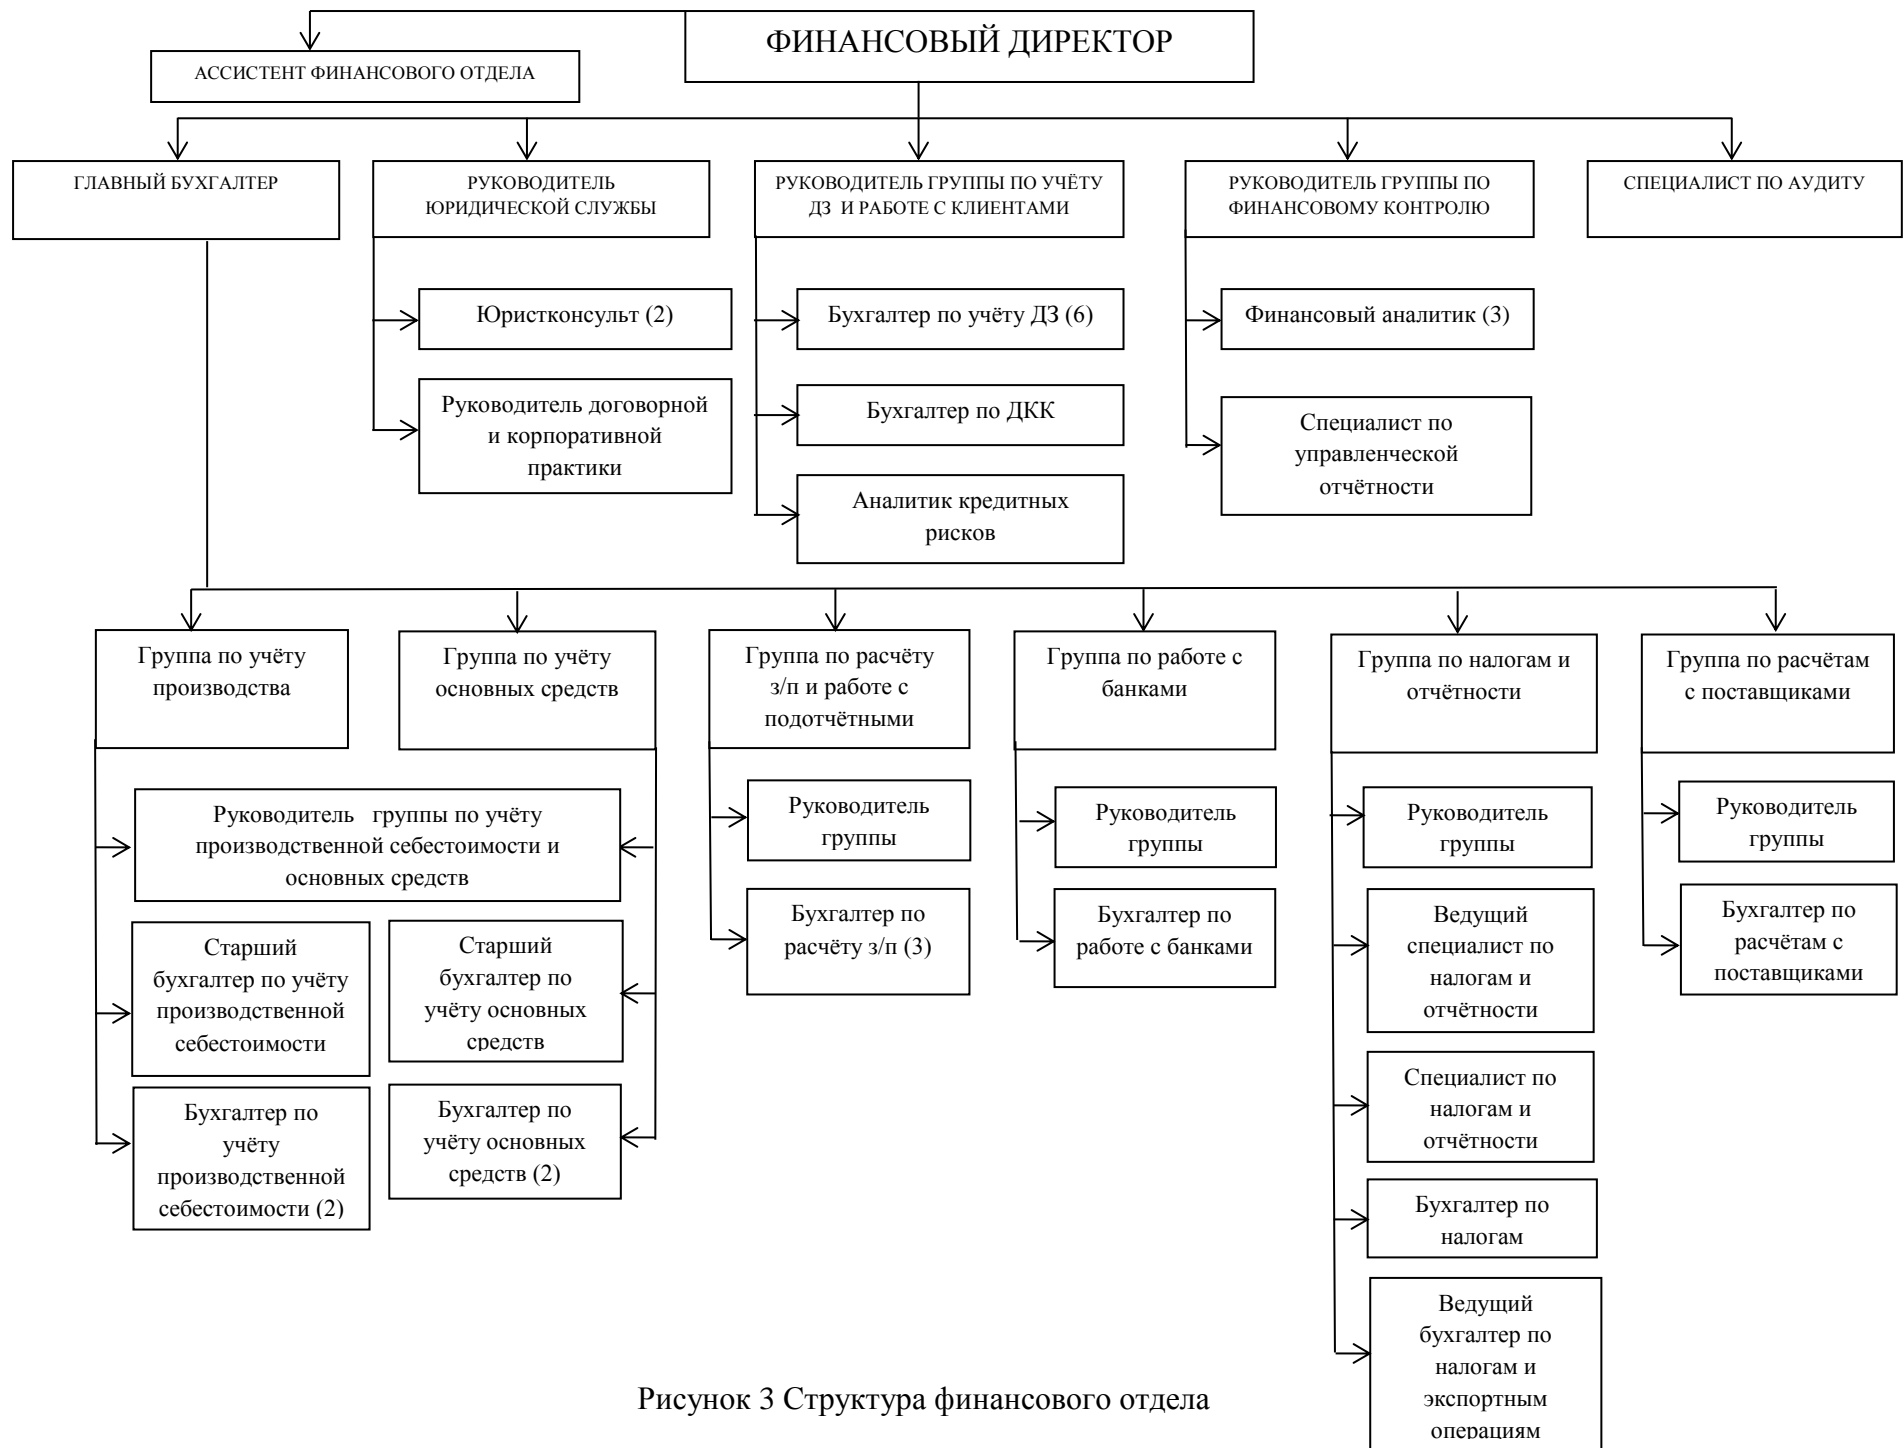 ФИНАНСОВЫЙ ДИРЕКТОР
АССИСТЕНТ ФИНАНСОВОГО ОТДЕЛА
ГЛАВНЫЙ БУХГАЛТЕР
РУКОВОДИТЕЛЬ
ЮРИДИЧЕСКОЙ СЛУЖБЫ
РУКОВОДИТЕЛЬ ГРУППЫ ПО УЧЁТУ
ДЗ И РАБОТЕ С КЛИЕНТАМИ
РУКОВОДИТЕЛЬ ГРУППЫ ПО
ФИНАНСОВОМУ КОНТРОЛЮ
СПЕЦИАЛИСТ ПО АУДИТУ
Юристконсульт (2)
Руководитель договорной
и корпоративной
практики
Бухгалтер по учёту ДЗ (6)
Бухгалтер по ДКК
Аналитик кредитных
рисков
Финансовый аналитик (3)
Специалист по
управленческой
отчётности
Группа по учёту
производства
Группа по учёту
основных средств
Группа по расчёту
з/п и работе с
подотчётными
Группа по работе с
банками
Группа по налогам и
отчётности
Группа по расчётам
с поставщиками
Руководитель группы по учёту
производственной себестоимости и
основных средств
Старший
бухгалтер по учёту
производственной
себестоимости
Бухгалтер по
учёту
производственной
себестоимости (2)
Старший
бухгалтер по
учёту основных
средств
Бухгалтер по
учёту основных
средств (2)
Руководитель
группы
Бухгалтер по
расчёту з/п (3)
Руководитель
группы
Бухгалтер по
работе с банками
Руководитель
группы
Ведущий
специалист по
налогам и
отчётности
Специалист по
налогам и
отчётности
Бухгалтер по
налогам
Ведущий
бухгалтер по
налогам и
экспортным
операциям
Руководитель
группы
Бухгалтер по
расчётам с
поставщиками
Рисунок 3 Структура финансового отдела